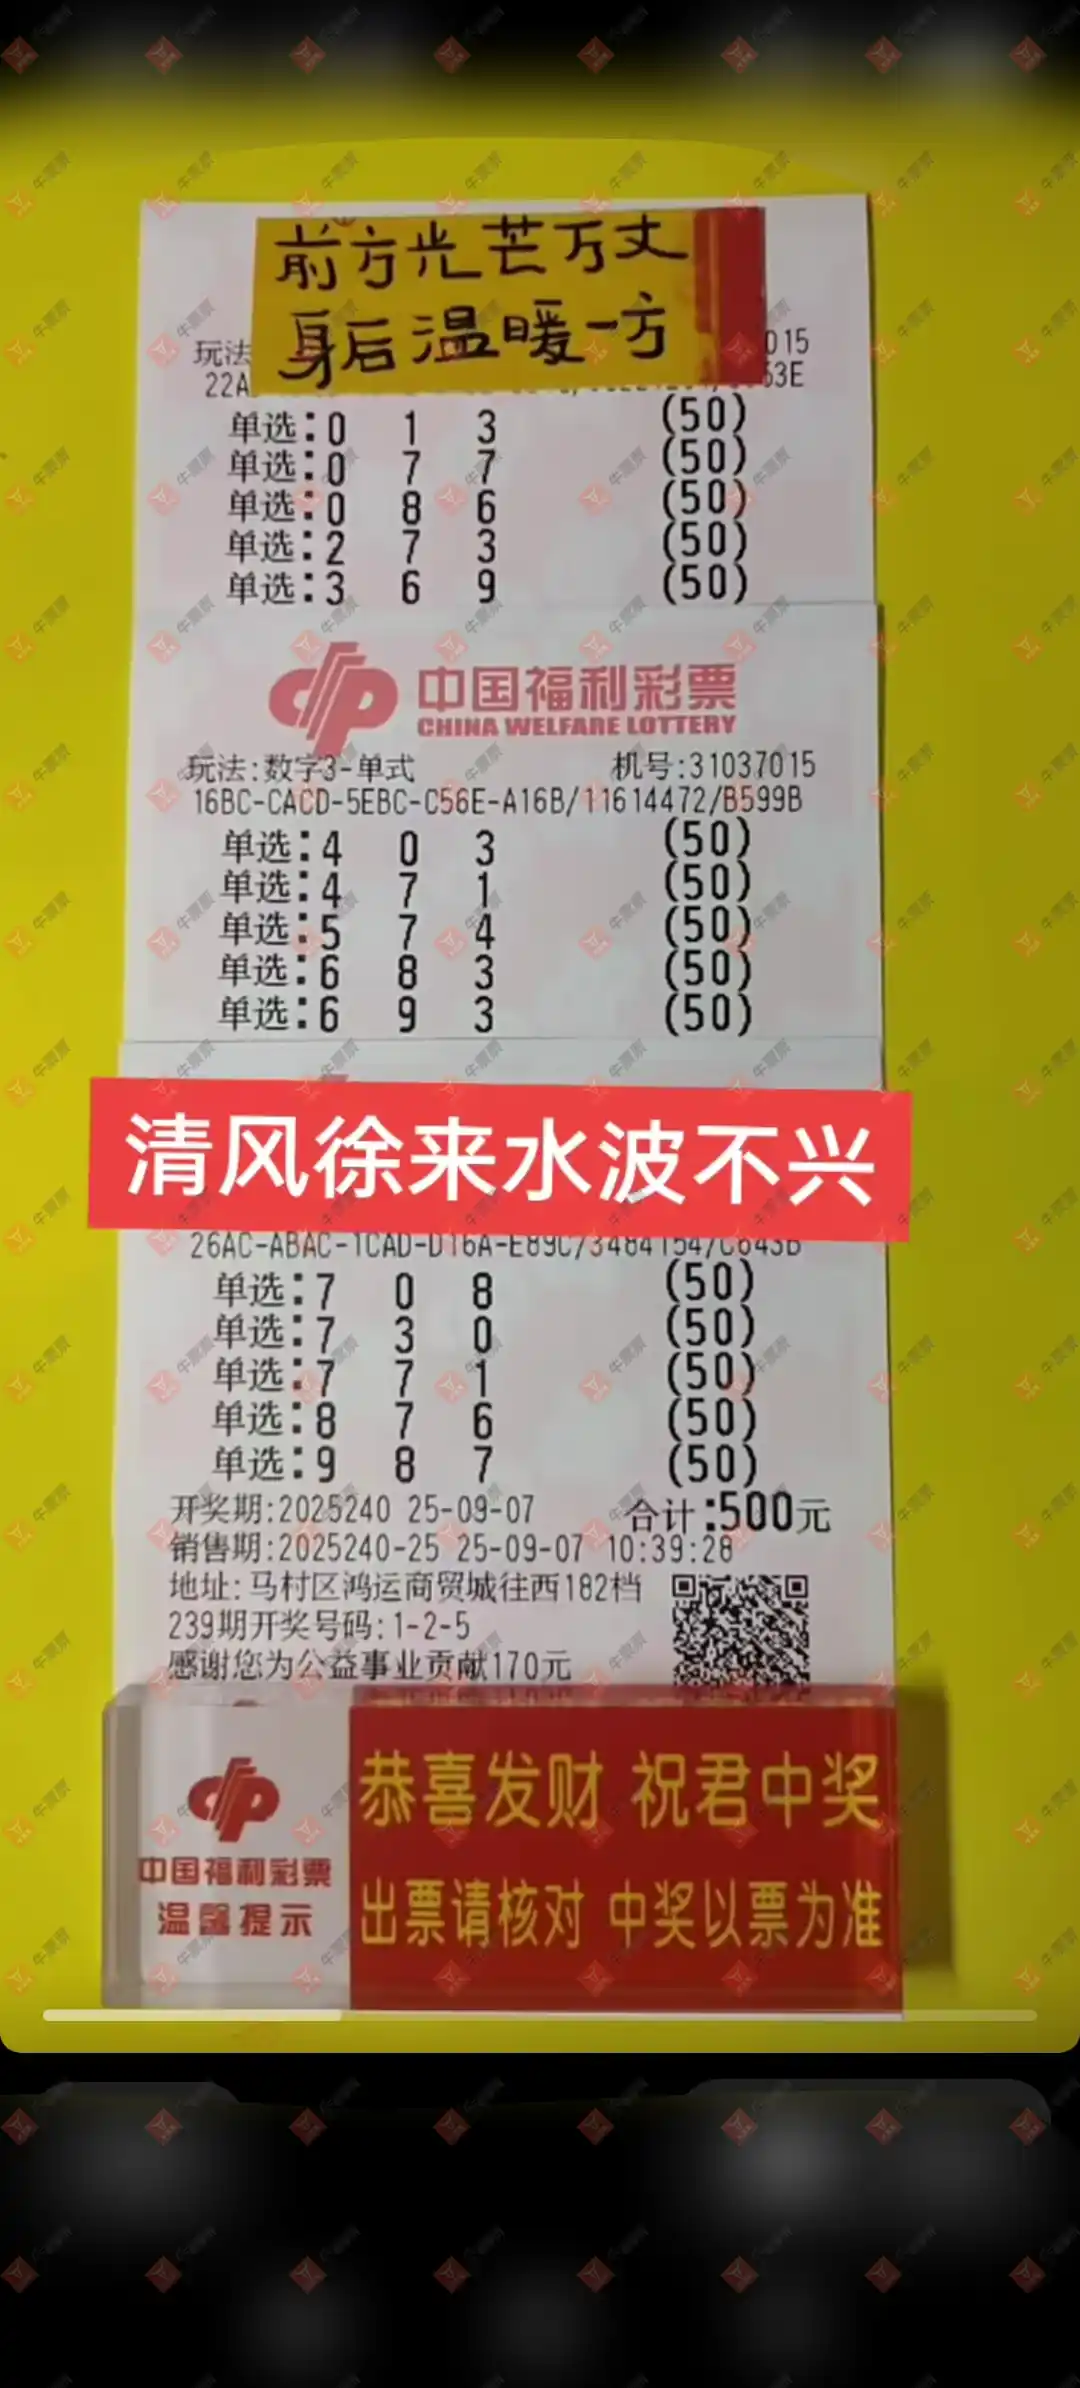 前方光芒万丈
身后温暖一方
玩法
015
22A
63E
单选:0 1 3 (50)
单选:0 7 7 (50)
单选:0 8 6 (50)
单选:2 7 3 (50)
单选:3 6 9 (50)
中国福利彩票
CHINA WELFARE LOTTERY
玩法:数字3-单式 机号:31037015
16BC-CACD-5EBC-C56E-A16B/11614472/B599B
单选:4 0 3 (50)
单选:4 7 1 (50)
单选:5 7 4 (50)
单选:6 8 3 (50)
单选:6 9 3 (50)
清风徐来水波不兴
26AC-ABAC-1CAD-D16A-E89C/3484154/C643B
单选:7 0 8 (50)
单选:7 3 0 (50)
单选:7 7 1 (50)
单选:8 7 6 (50)
单选:9 8 7 (50)
开奖期:2025240 25-09-07 合计:500元
销售期:2025240-25 25-09-07 10:39:28
地址:马村区鸿运商贸城往西182档
239期开奖号码:1-2-5
感谢您为公益事业贡献170元
中国福利彩票
温馨提示
恭喜发财 祝君中奖
出票请核对 中奖以票为准
牛票票